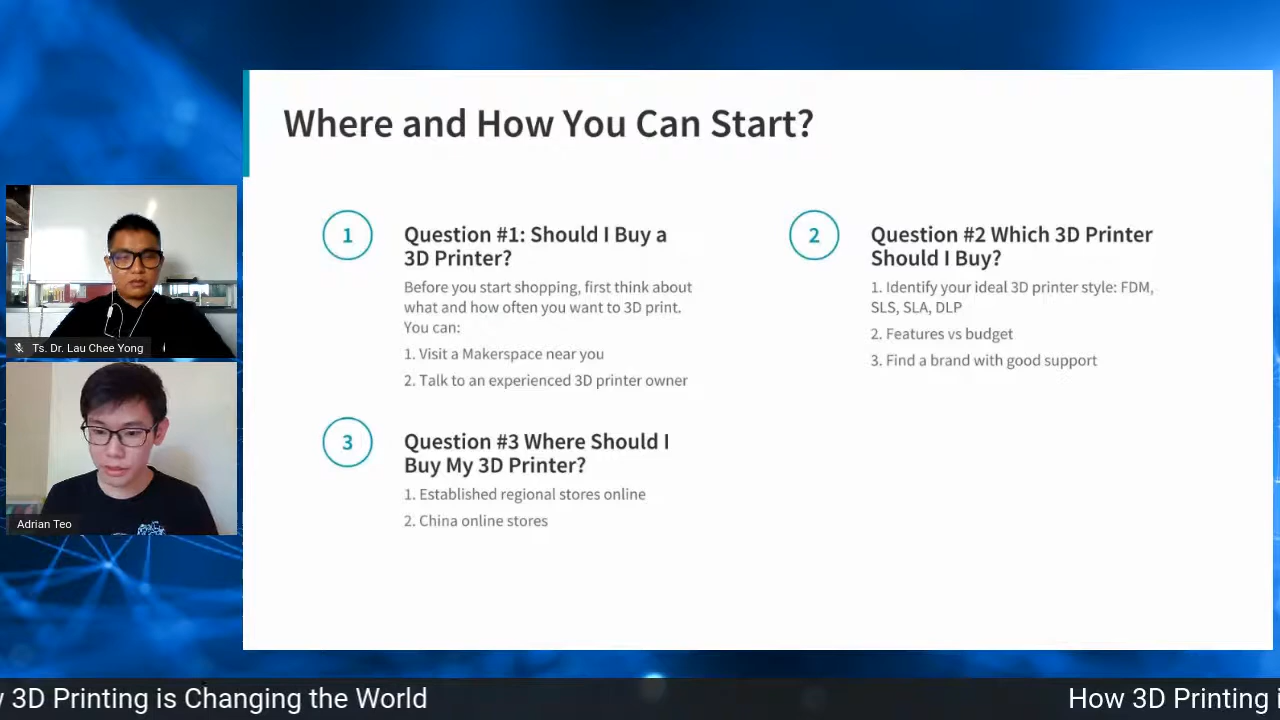 Where and How You Can Start?
1
Question #1: Should I Buy a
3D Printer?
Before you start shopping, first think about
what and how often you want to 3D print.
You can:
1. Visit a Makerspace near you
2. Talk to an experienced 3D printer owner
2
Question #2 Which 3D Printer
Should I Buy?
1. Identify your ideal 3D printer style: FDM,
SLS, SLA, DLP
2. Features vs budget
3. Find a brand with good support
3
Question #3 Where Should I
Buy My 3D Printer?
1. Established regional stores online
2. China online stores
Ts. Dr. Lau Chee Yong
Adrian Teo
3D Printing is Changing the World
How 3D Printing